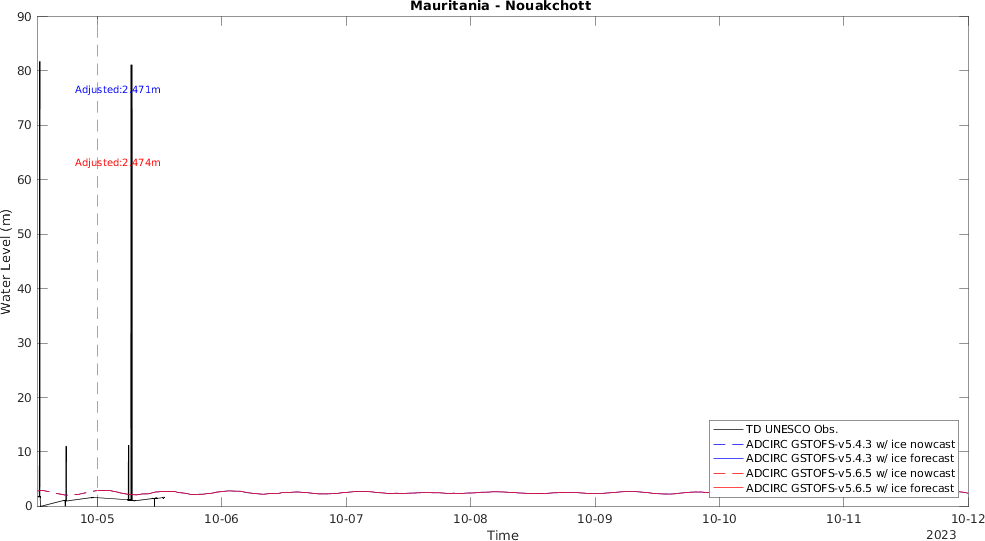 Mauritania - Nouakchott
90
80
70
60
50
40
30
20
10
0
Water Level (m)
Adjusted:2.471m
Adjusted:2.474m
TD UNESCO Obs.
ADCIRC GSTOFS-v5.4.3 w/ ice nowcast
ADCIRC GSTOFS-v5.4.3 w/ ice forecast
ADCIRC GSTOFS-v5.6.5 w/ ice nowcast
ADCIRC GSTOFS-v5.6.5 w/ ice forecast
10-05 10-06 10-07 10-08 10-09 10-10 10-11 10-12
Time
2023